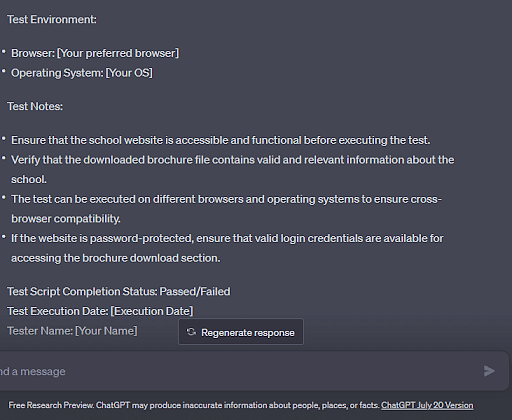 Test Environment:
• Browser: [Your preferred browser]
• Operating System: [Your OS]
Test Notes:
• Ensure that the school website is accessible and functional before executing the test.
• Verify that the downloaded brochure file contains valid and relevant information about the
school.
• The test can be executed on different browsers and operating systems to ensure cross-
browser compatibility.
• If the website is password-protected, ensure that valid login credentials are available for
accessing the brochure download section.
Test Script Completion Status: Passed/Failed
Test Execution Date: [Execution Date]
Tester Name: [Your Name]
Regenerate response
nd a message
Free Research Preview. ChatGPT may produce inaccurate information about people, places, or facts. ChatGPT July 20 Version